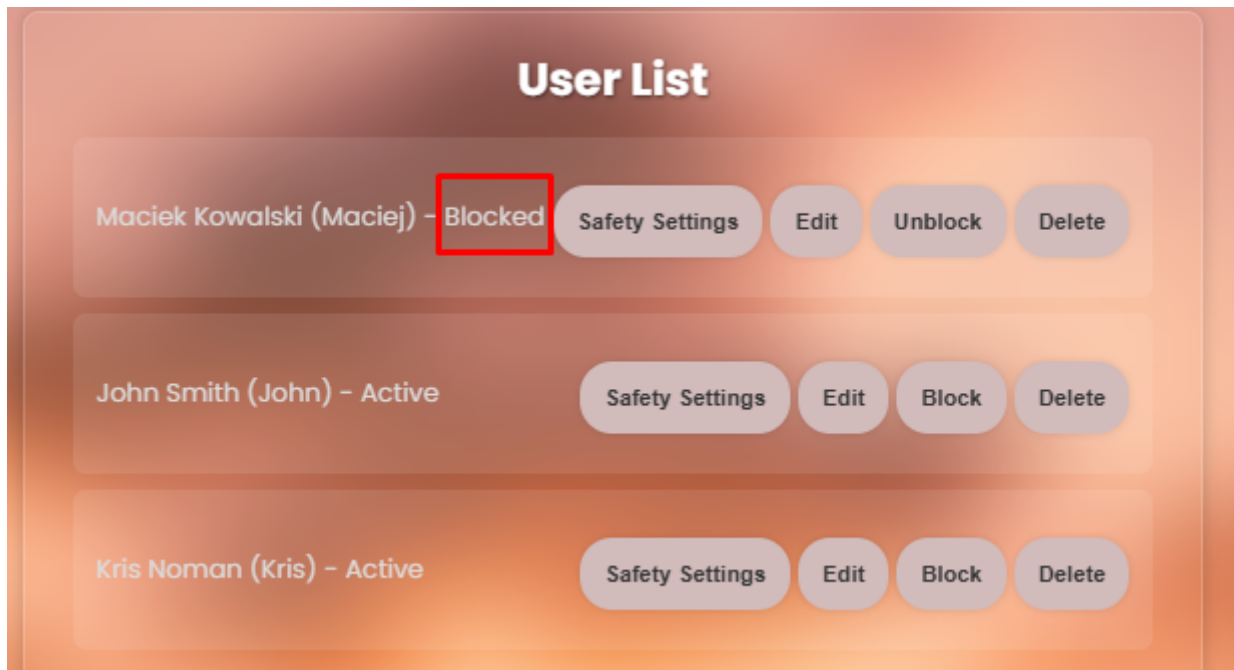 User List
Maciek Kowalski (Maciej) - Blocked Safety Settings Edit Unblock Delete
John Smith (John) - Active Safety Settings Edit Block Delete
Kris Noman (Kris) - Active Safety Settings Edit Block Delete